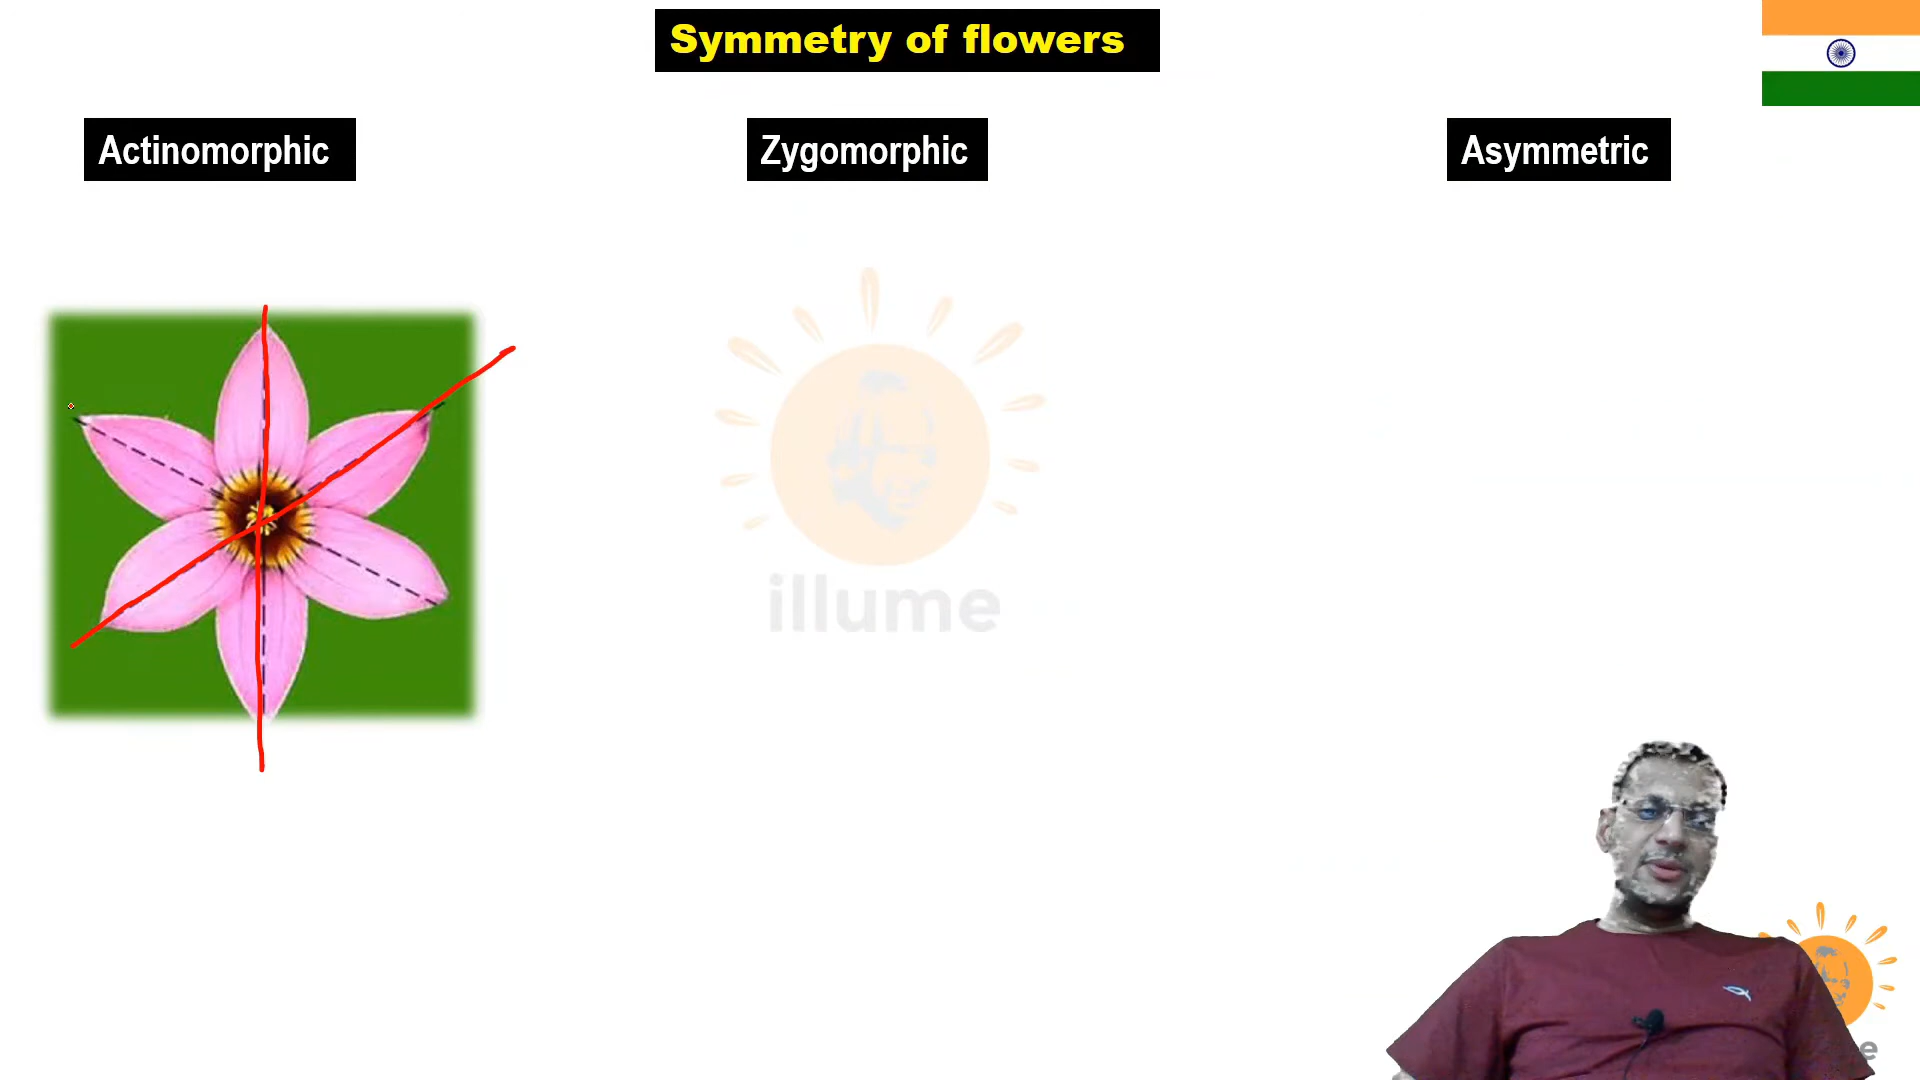 Symmetry of flowers
Actinomorphic
Zygomorphic
Asymmetric
illume
e